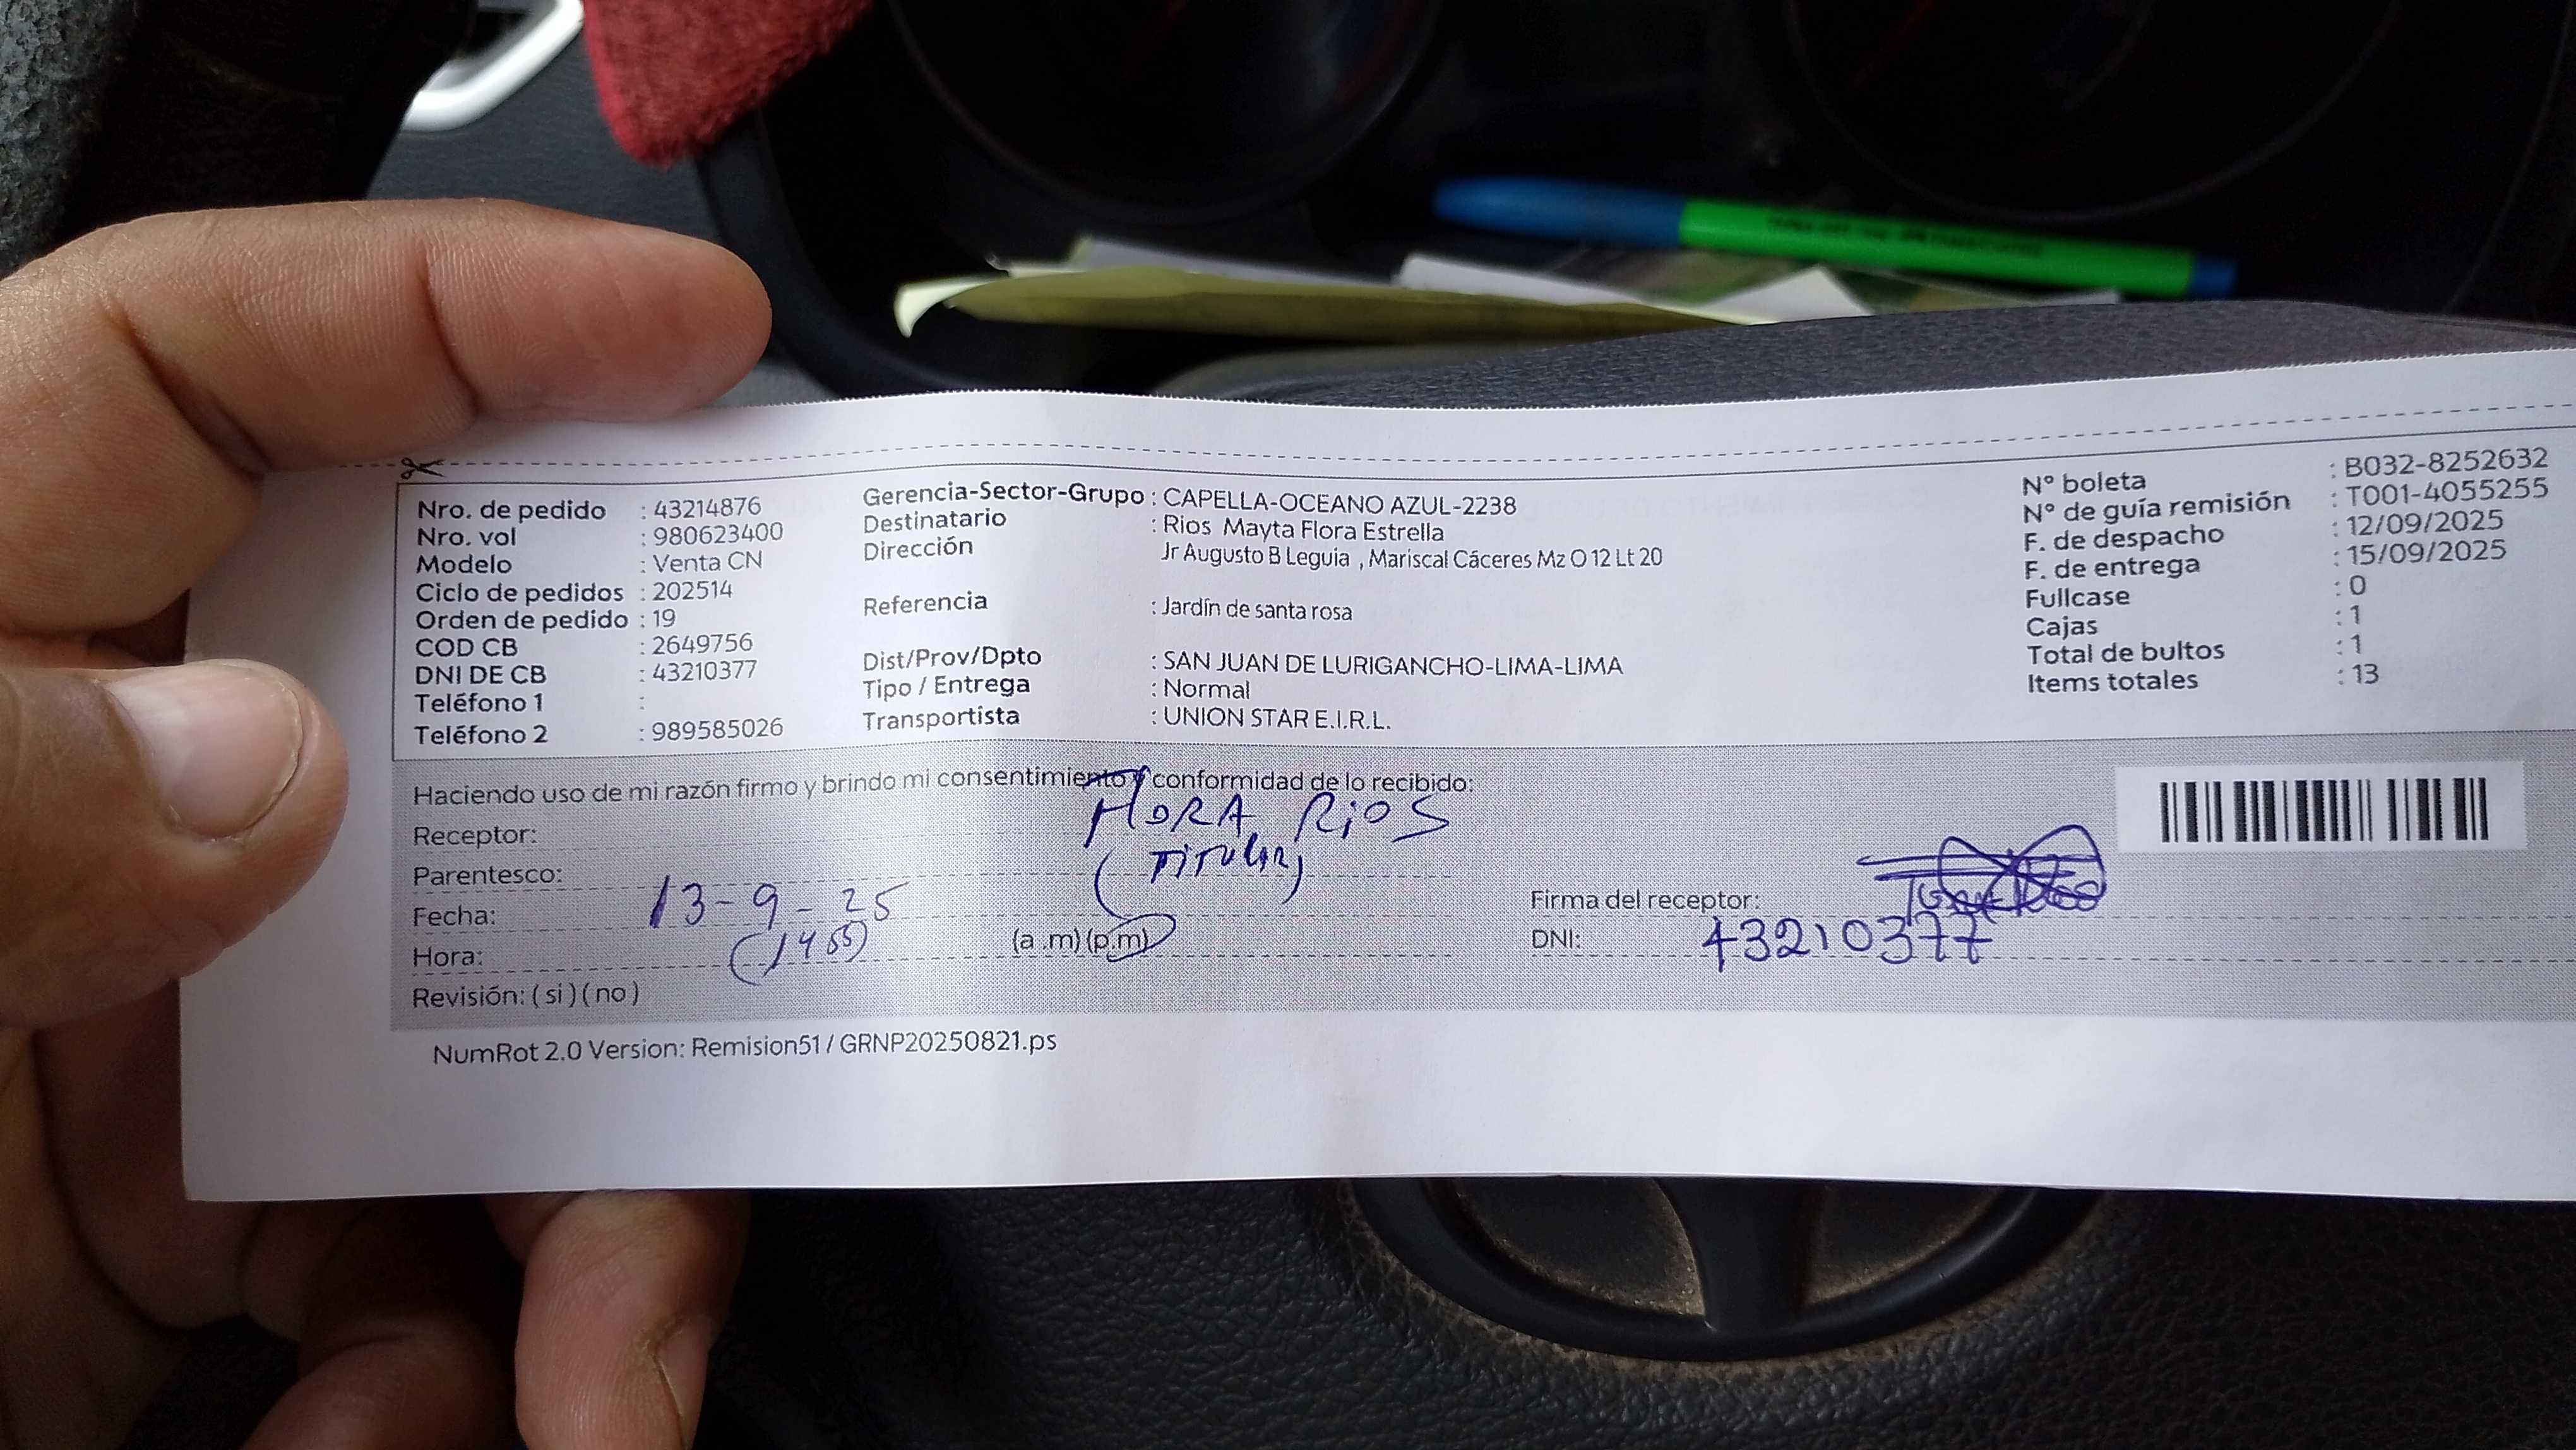 Nro. de pedido : 43214876
Nro. vol : 980623400
Modelo : Venta CN
Ciclo de pedidos : 202514
Orden de pedido : 19
COD CB : 2649756
DNI DE CB : 43210377
Teléfono 1 :
Teléfono 2 : 989585026
Gerencia-Sector-Grupo : CAPELLA-OCEANO AZUL-2238
Destinatario : Rios Mayta Flora Estrella
Dirección Jr Augusto B Leguia , Mariscal Cáceres Mz O 12 Lt 20
Referencia : Jardín de santa rosa
Dist/Prov/Dpto : SAN JUAN DE LURIGANCHO-LIMA-LIMA
Tipo / Entrega : Normal
Transportista : UNION STAR E.I.R.L.
N° boleta : B032-8252632
N° de guía remisión : T001-4055255
F. de despacho : 12/09/2025
F. de entrega : 15/09/2025
Fullcase : 0
Cajas : 1
Total de bultos : 1
Items totales : 13
Haciendo uso de mi razón firmo y brindo mi consentimiento y conformidad de lo recibido:
Receptor: FLORA RiOS
Parentesco: (TiTULAR)
Fecha: 13-9-25
Hora: (1455) (a .m) (p.m)
Revisión: ( si ) ( no )
Firma del receptor:
DNI: 43210377
NumRot 2.0 Version: Remision51 / GRNP20250821.ps